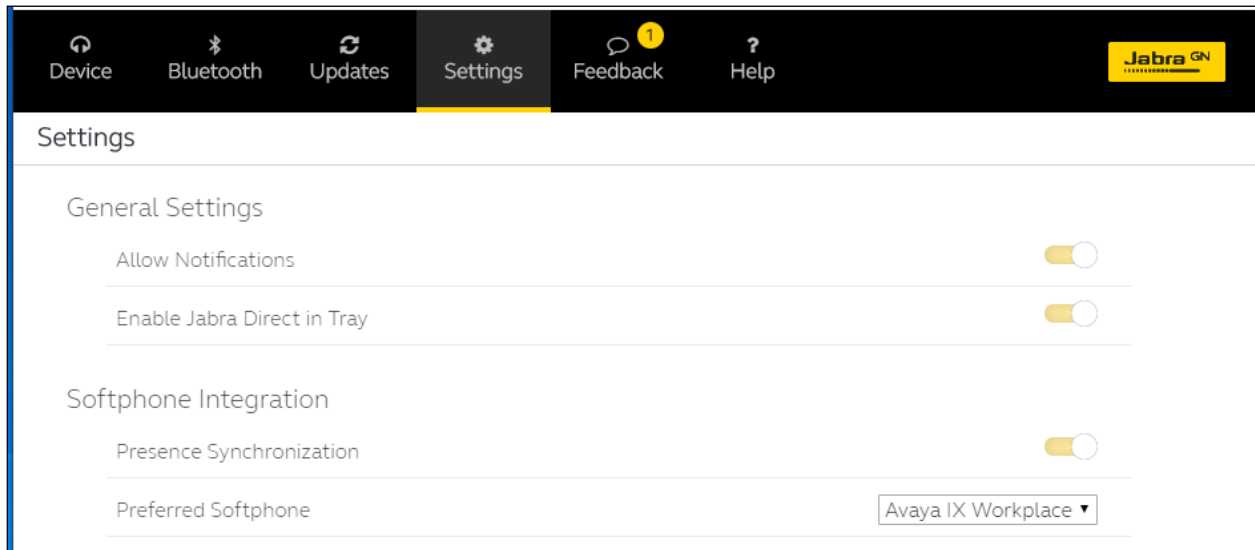 Device Bluetooth Updates Settings Feedback 1 ? Help Jabra GN
Settings
General Settings
Allow Notifications
Enable Jabra Direct in Tray
Softphone Integration
Presence Synchronization
Preferred Softphone Avaya IX Workplace